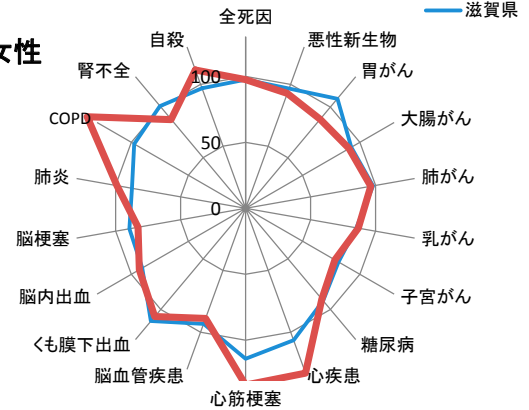 滋賀県
女性
全死因
悪性新生物
胃がん
大腸がん
肺がん
乳がん
子宮がん
糖尿病
心疾患
心筋梗塞
脳血管疾患
くも膜下出血
脳内出血
脳梗塞
肺炎
COPD
腎不全
自殺
100
50
0